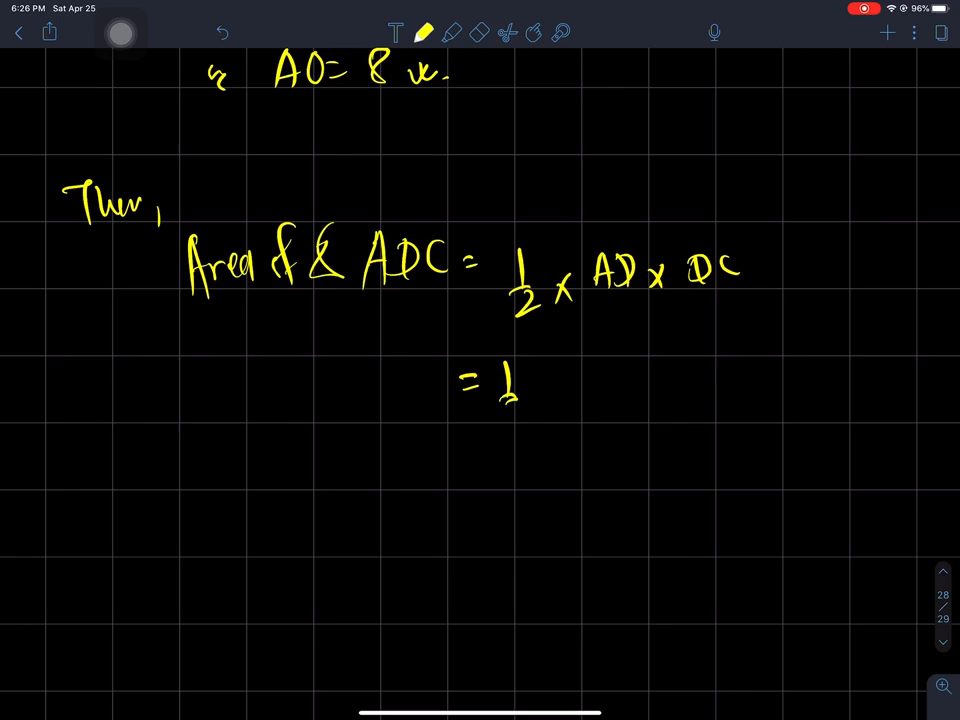 6:26 PM Sat Apr 25
96%
AD = 8
Then,
Area of ADC = 1/2 × AD × DC
= 1/2
28
/
29